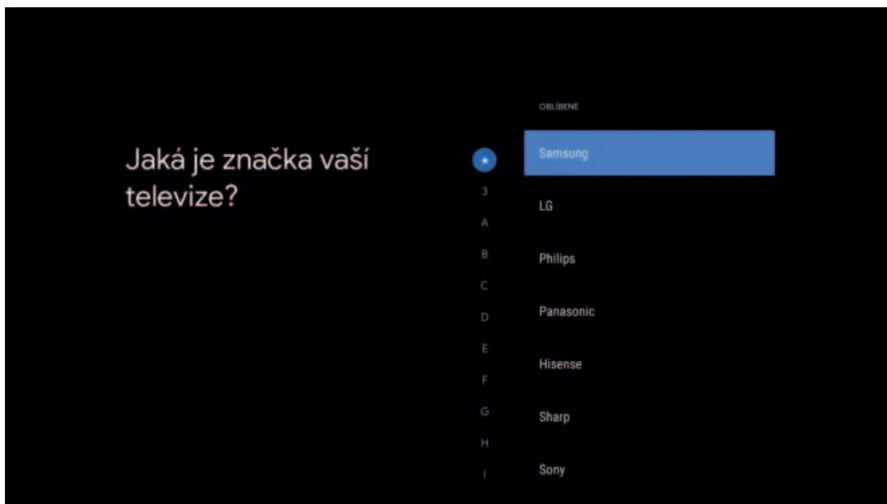 Jaká je značka vaší
televize?
3
A
B
C
D
E
F
G
H
I
OBLÍBENÉ
Samsung
LG
Philips
Panasonic
Hisense
Sharp
Sony